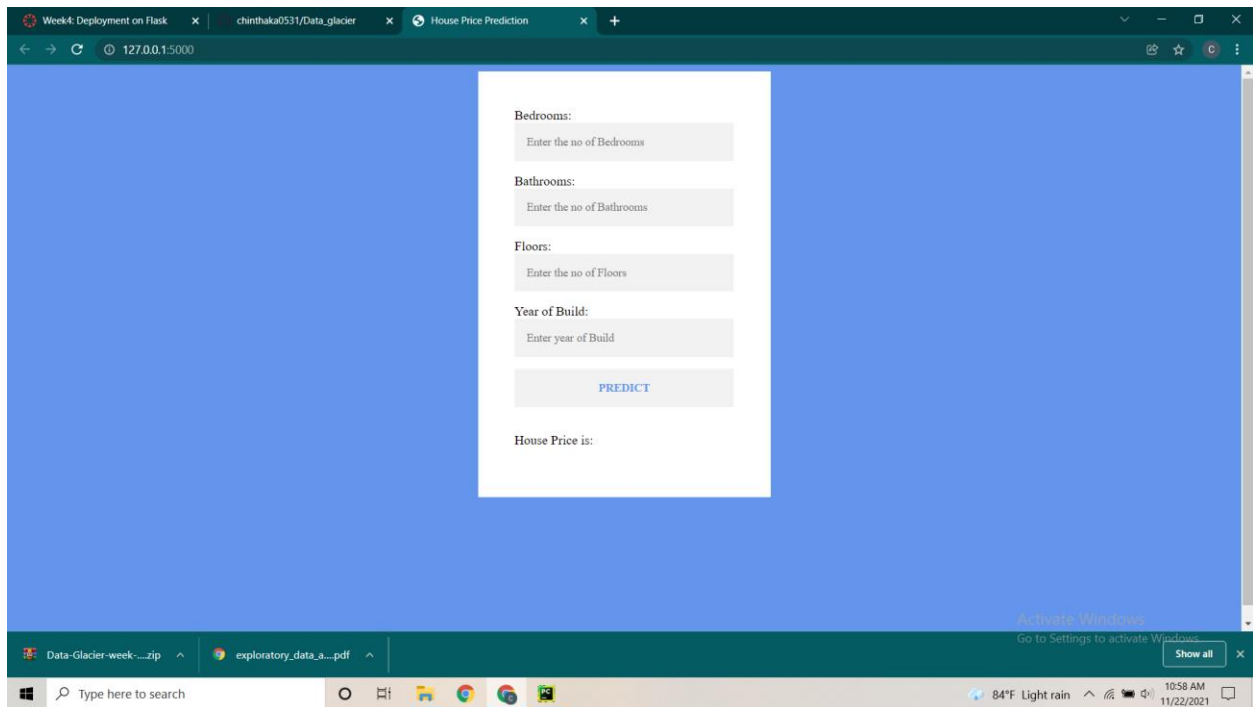 Week4: Deployment on Flask
chinthaka0531/Data_glacier
House Price Prediction
127.0.0.1:5000
C
Bedrooms:
Enter the no of Bedrooms
Bathrooms:
Enter the no of Bathrooms
Floors:
Enter the no of Floors
Year of Build:
Enter year of Build
PREDICT
House Price is:
Activate Windows
Go to Settings to activate Windows.
Data-Glacier-week-....zip
exploratory_data_a....pdf
Show all
Type here to search
PC
84°F Light rain
10:58 AM
11/22/2021